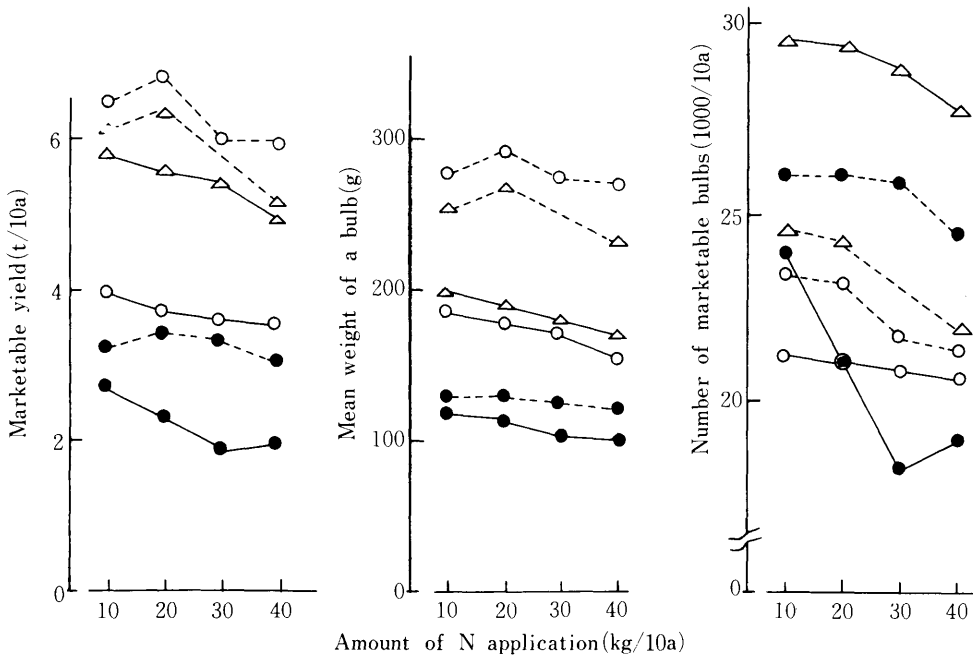 Marketable yield(t/10a)
6
4
2
0
10 20 30 40
Mean weight of a bulb(g)
300
200
100
0
10 20 30 40
Number of marketable bulbs(1000/10a)
30
25
20
0
10 20 30 40
Amount of N application(kg/10a)